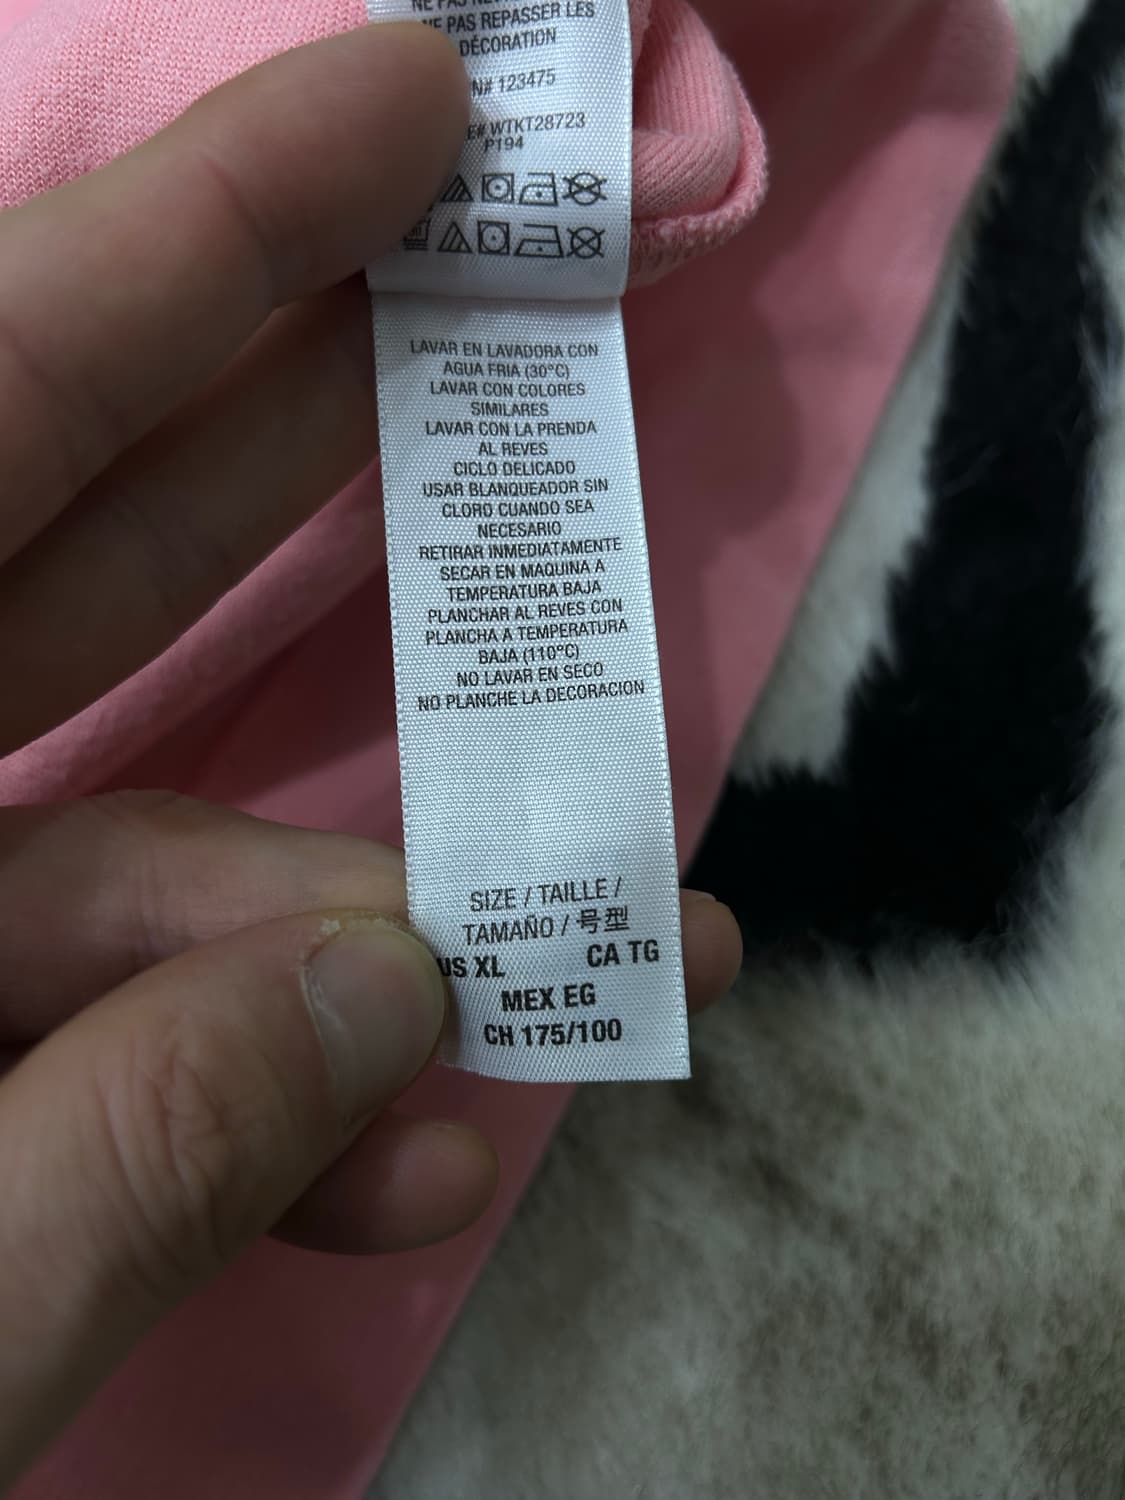 PAS REPASSER LES
DÉCORATION
N# 123475
E# WTKT28723
P194
LAVAR EN LAVADORA CON
AGUA FRIA (30°C)
LAVAR CON COLORES
SIMILARES
LAVAR CON LA PRENDA
AL REVES
CICLO DELICADO
USAR BLANQUEADOR SIN
CLORO CUANDO SEA
NECESARIO
RETIRAR INMEDIATAMENTE
SECAR EN MAQUINA A
TEMPERATURA BAJA
PLANCHAR AL REVES CON
PLANCHA A TEMPERATURA
BAJA (110°C)
NO LAVAR EN SECO
NO PLANCHE LA DECORACION
SIZE / TAILLE /
TAMAÑO / 号型
US XL CA TG
MEX EG
CH 175/100